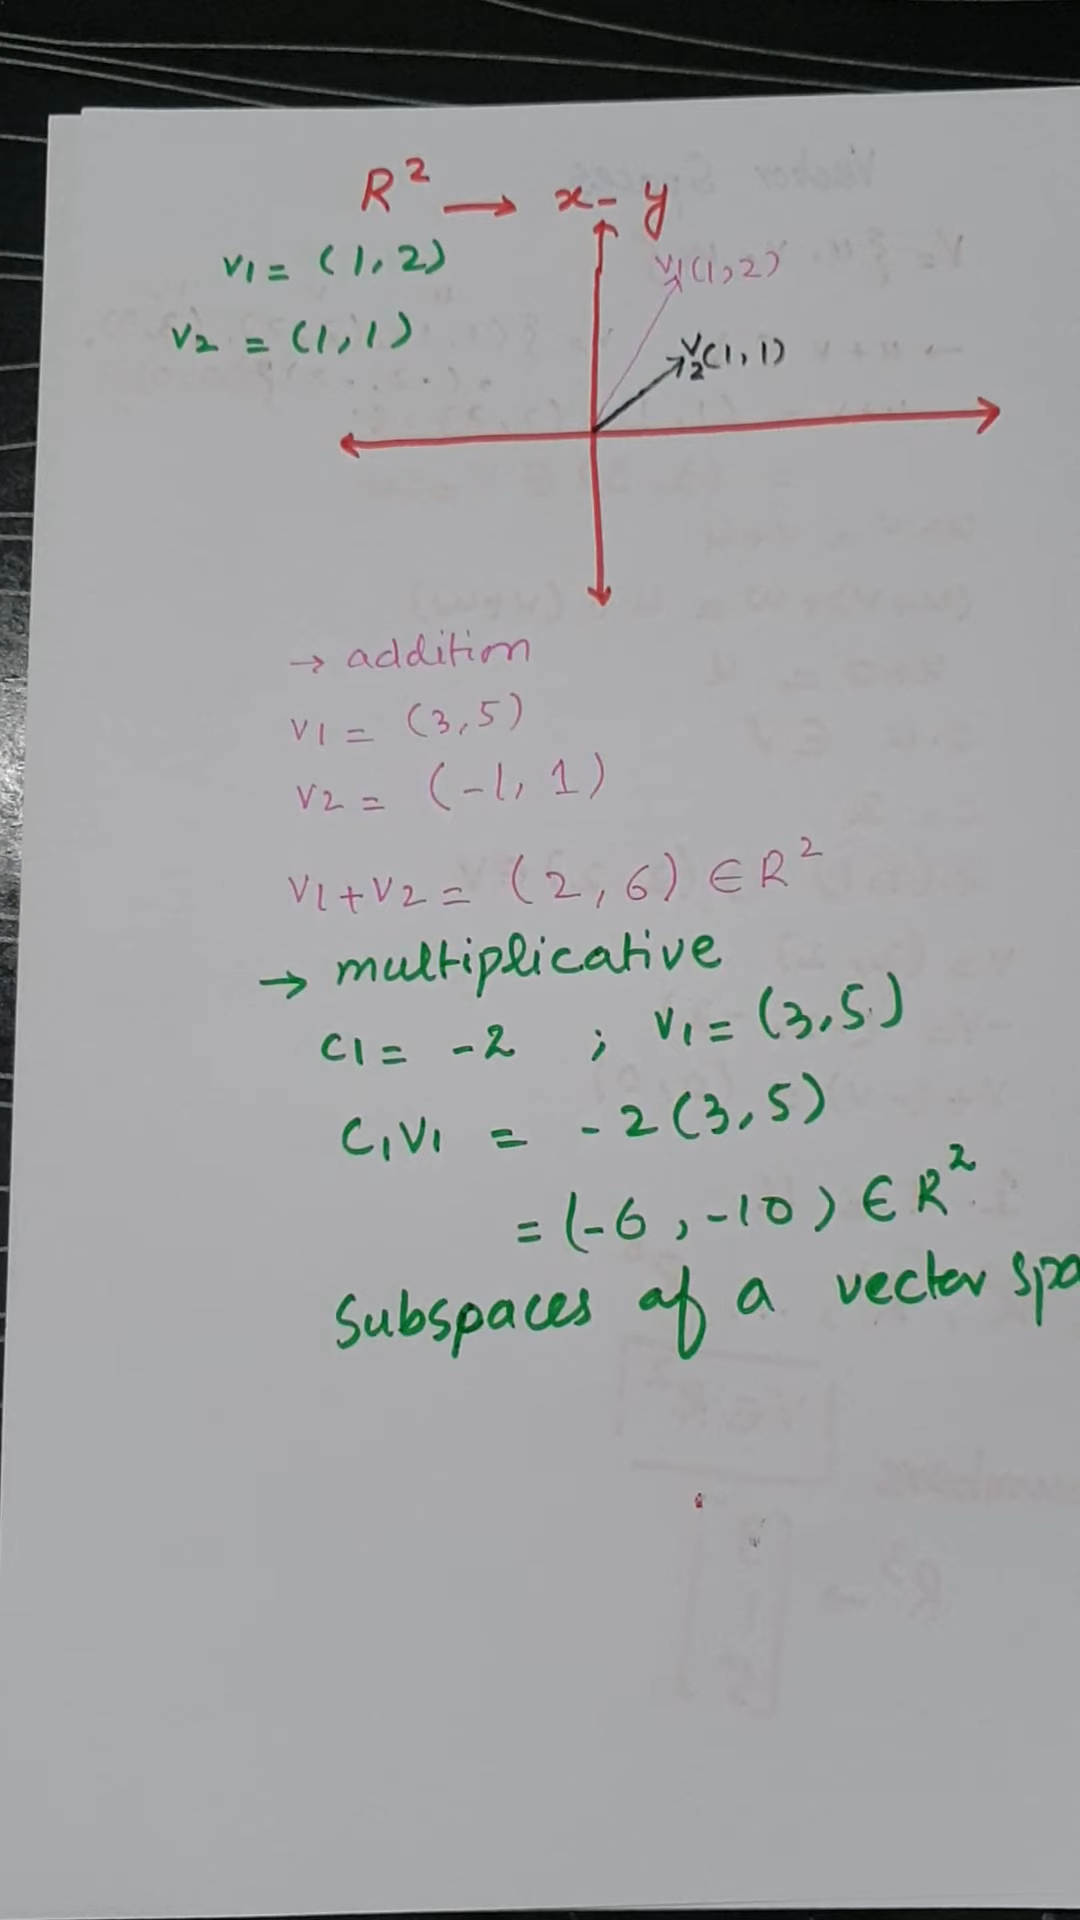 R² → x-y
v1 = (1,2)
v1(1,2)
v2 = (1,1)
v2(1,1)
→ addition
v1 = (3,5)
v2 = (-1, 1)
v1+v2 = (2,6) ∈ R²
→ multiplicative
c1 = -2 ; v1 = (3,5)
c1v1 = -2(3,5)
= (-6, -10) ∈ R²
Subspaces of a vector spa